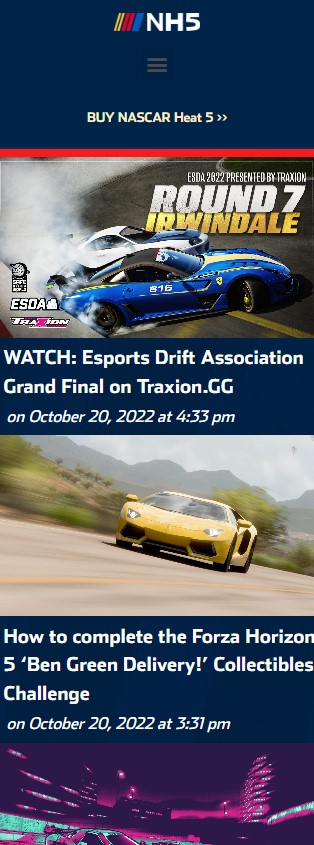 NH5
BUY NASCAR Heat 5 >>
ESDA 2022 PRESENTED BY TRAXION
ROUND 7
IRWINDALE
816
ESDA
TRAXION
WATCH: Esports Drift Association
Grand Final on Traxion.GG
on October 20, 2022 at 4:33 pm
How to complete the Forza Horizon
5 ‘Ben Green Delivery!’ Collectibles
Challenge
on October 20, 2022 at 3:31 pm